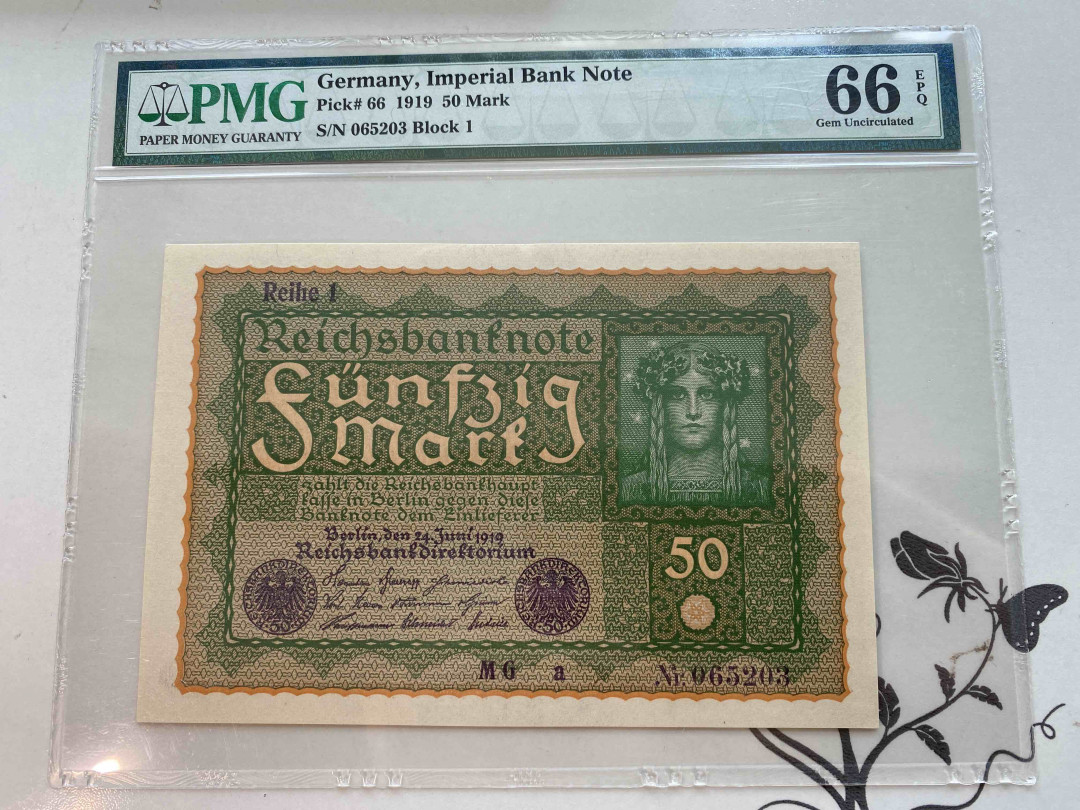 PMG
PAPER MONEY GUARANTY
Germany, Imperial Bank Note
Pick# 66 1919 50 Mark
S/N 065203 Block 1
66 EPQ
Gem Uncirculated
Reihe 1
Reichsbanknote
Fünfzig
Mark
zahlt die Reichsbankhaupt
kasse in Berlin gegen diese
Banknote dem Einlieferer
Berlin, den 24. Juni 1919
Reichsbankdirektorium
50
MG a
Nr 065203